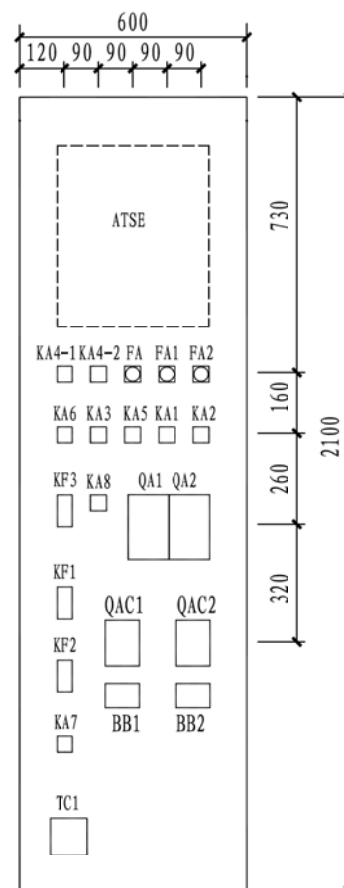 600
120 90 90 90 90
ATSE
730
KA4-1 KA4-2 FA FA1 FA2
160
KA6 KA3 KA5 KA1 KA2
2100
260
KF3 KA8 QA1 QA2
320
KF1
QAC1 QAC2
KF2
BB1 BB2
KA7
TC1